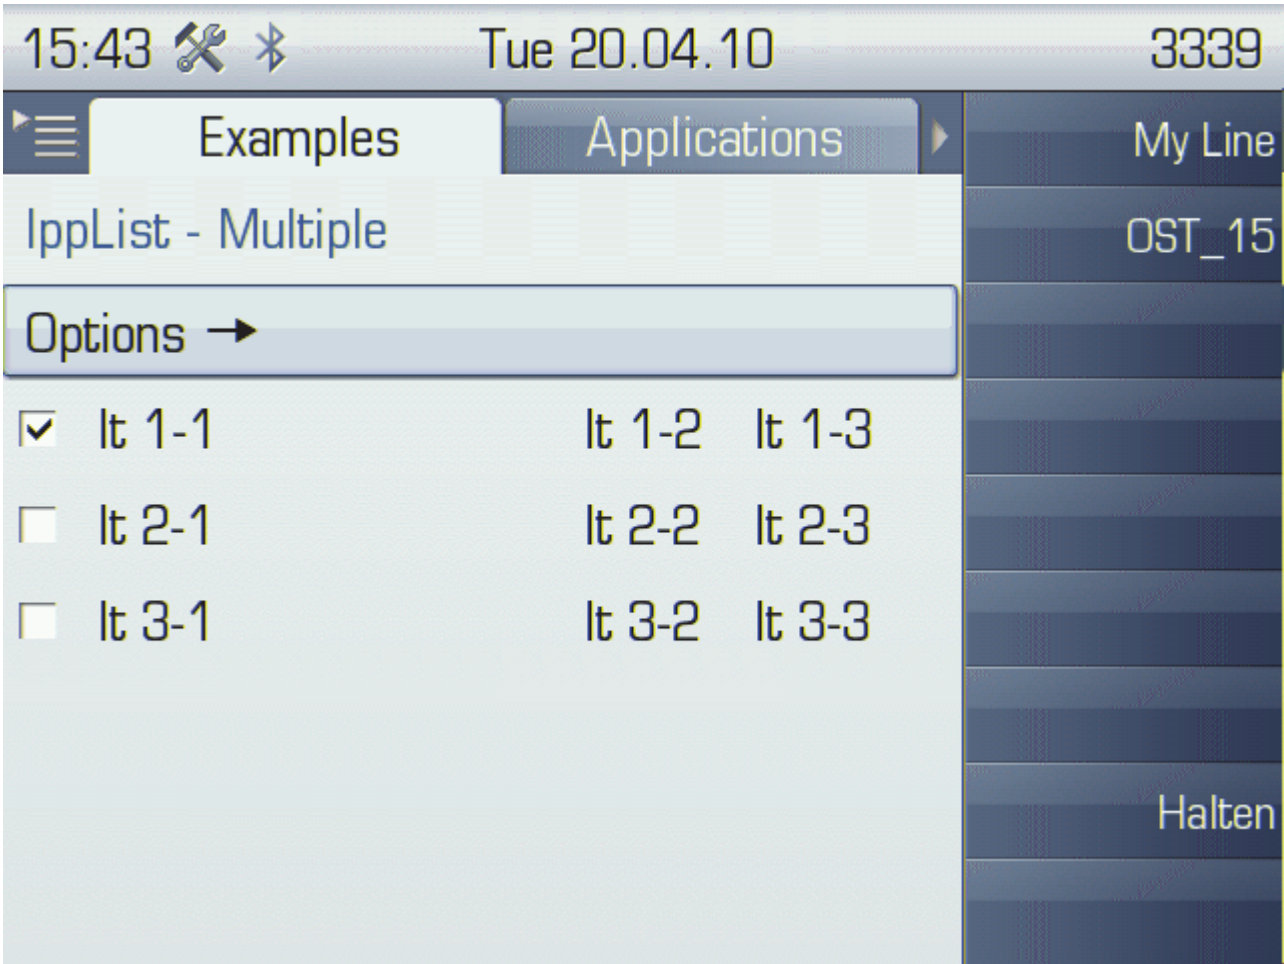 15:43 Tue 20.04.10 3339
Examples Applications
IppList - Multiple
Options →
It 1-1 It 1-2 It 1-3
It 2-1 It 2-2 It 2-3
It 3-1 It 3-2 It 3-3
My Line
OST_15
Halten